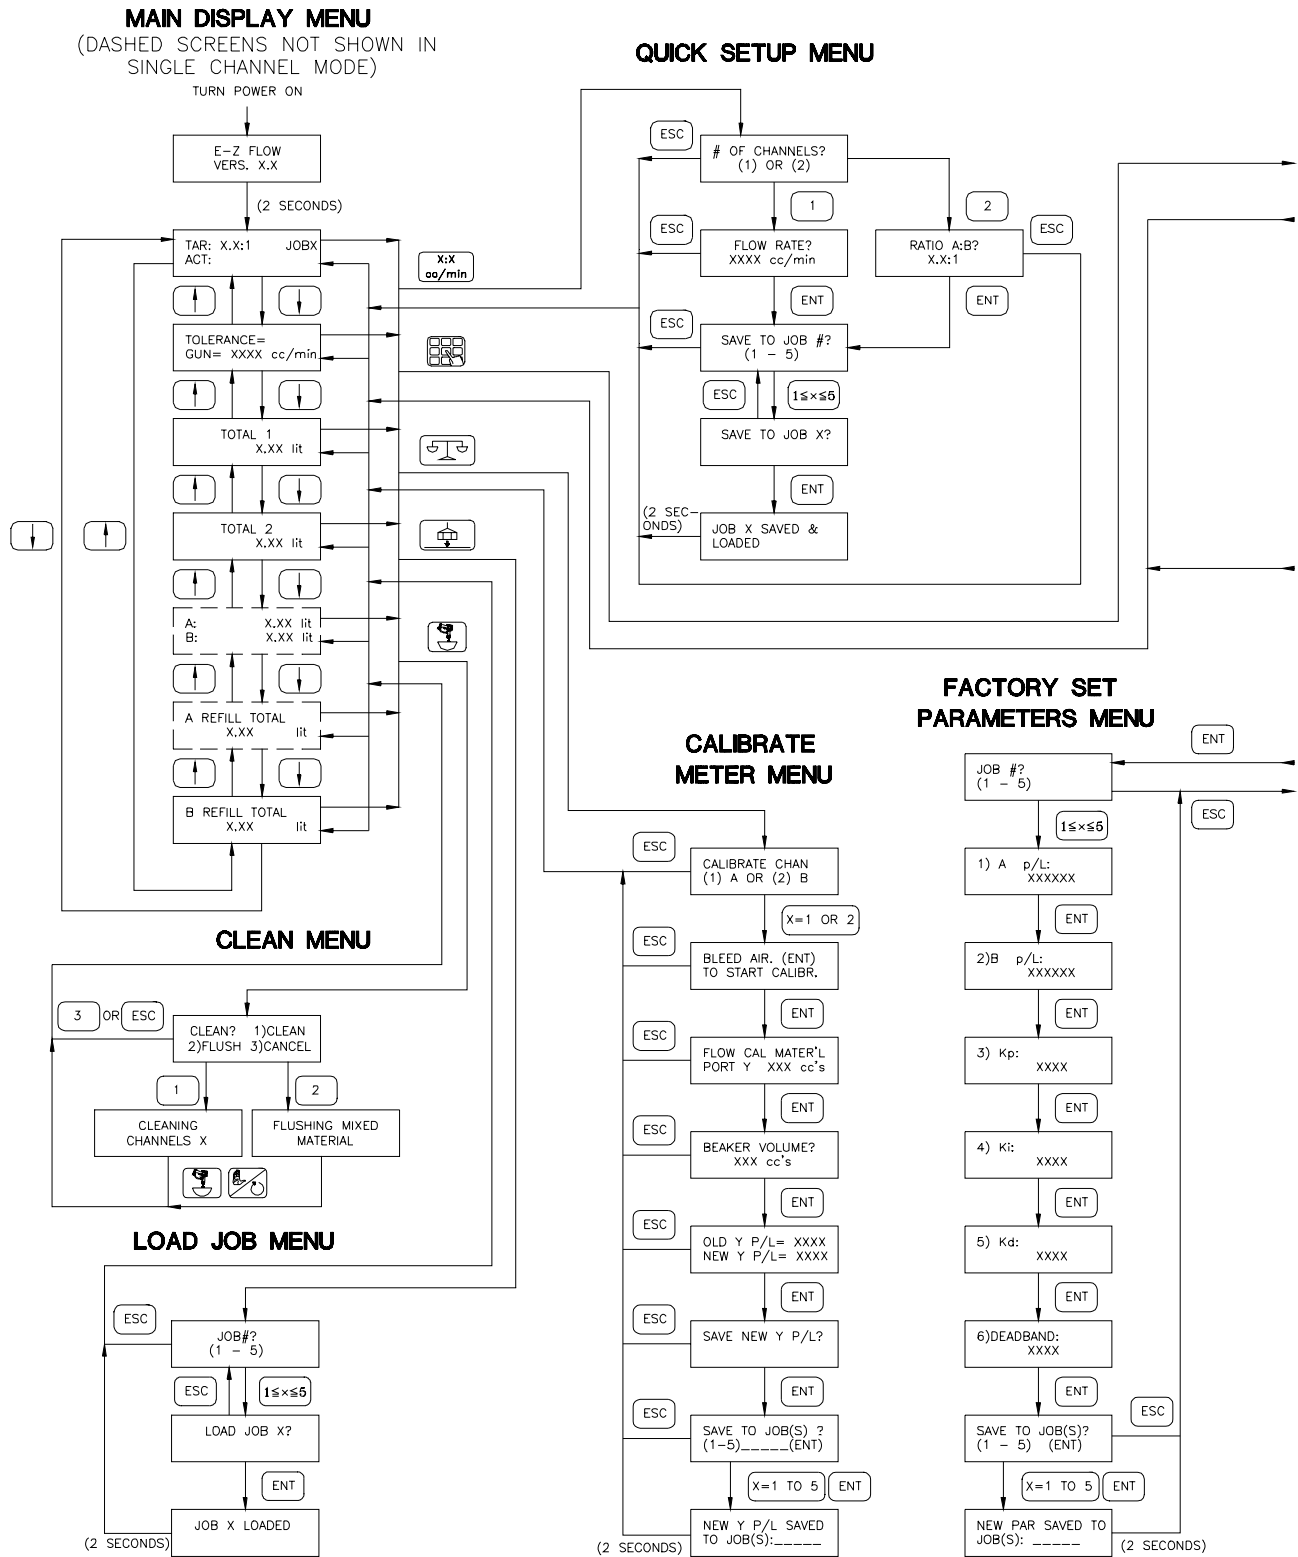 MAIN DISPLAY MENU
(DASHED SCREENS NOT SHOWN IN
SINGLE CHANNEL MODE)
TURN POWER ON
E-Z FLOW
VERS. X.X
(2 SECONDS)
TAR: X.X:1 JOBX
ACT:
TOLERANCE=
GUN= XXXX cc/min
TOTAL 1
X.XX lit
TOTAL 2
X.XX lit
A: X.XX lit
B: X.XX lit
A REFILL TOTAL
X.XX lit
B REFILL TOTAL
X.XX lit
X:X
cc/min
QUICK SETUP MENU
ESC
# OF CHANNELS?
(1) OR (2)
1
2
ESC
FLOW RATE?
XXXX cc/min
RATIO A:B?
X.X:1
ESC
ENT
ENT
ESC
SAVE TO JOB #?
(1 - 5)
ESC
1≤x≤5
SAVE TO JOB X?
ENT
(2 SEC-
ONDS)
JOB X SAVED &
LOADED
CLEAN MENU
3 OR ESC
CLEAN? 1)CLEAN
2)FLUSH 3)CANCEL
1
2
CLEANING
CHANNELS X
FLUSHING MIXED
MATERIAL
LOAD JOB MENU
ESC
JOB#?
(1 - 5)
ESC
1≤x≤5
LOAD JOB X?
ENT
JOB X LOADED
(2 SECONDS)
CALIBRATE
METER MENU
ESC
CALIBRATE CHAN
(1) A OR (2) B
X=1 OR 2
ESC
BLEED AIR. (ENT)
TO START CALIBR.
ENT
ESC
FLOW CAL MATER'L
PORT Y XXX cc's
ENT
ESC
BEAKER VOLUME?
XXX cc's
ENT
ESC
OLD Y P/L= XXXX
NEW Y P/L= XXXX
ENT
ESC
SAVE NEW Y P/L?
ENT
ESC
SAVE TO JOB(S) ?
(1-5)_____(ENT)
X=1 TO 5 ENT
NEW Y P/L SAVED
TO JOB(S):_____
(2 SECONDS)
FACTORY SET
PARAMETERS MENU
ENT
JOB #?
(1 - 5)
ESC
1≤x≤5
1) A p/L:
XXXXXX
ENT
2)B p/L:
XXXXXX
ENT
3) Kp:
XXXX
ENT
4) Ki:
XXXX
ENT
5) Kd:
XXXX
ENT
6)DEADBAND:
XXXX
ENT
ESC
SAVE TO JOB(S)?
(1 - 5) (ENT)
X=1 TO 5 ENT
NEW PAR SAVED TO
JOB(S): _____
(2 SECONDS)